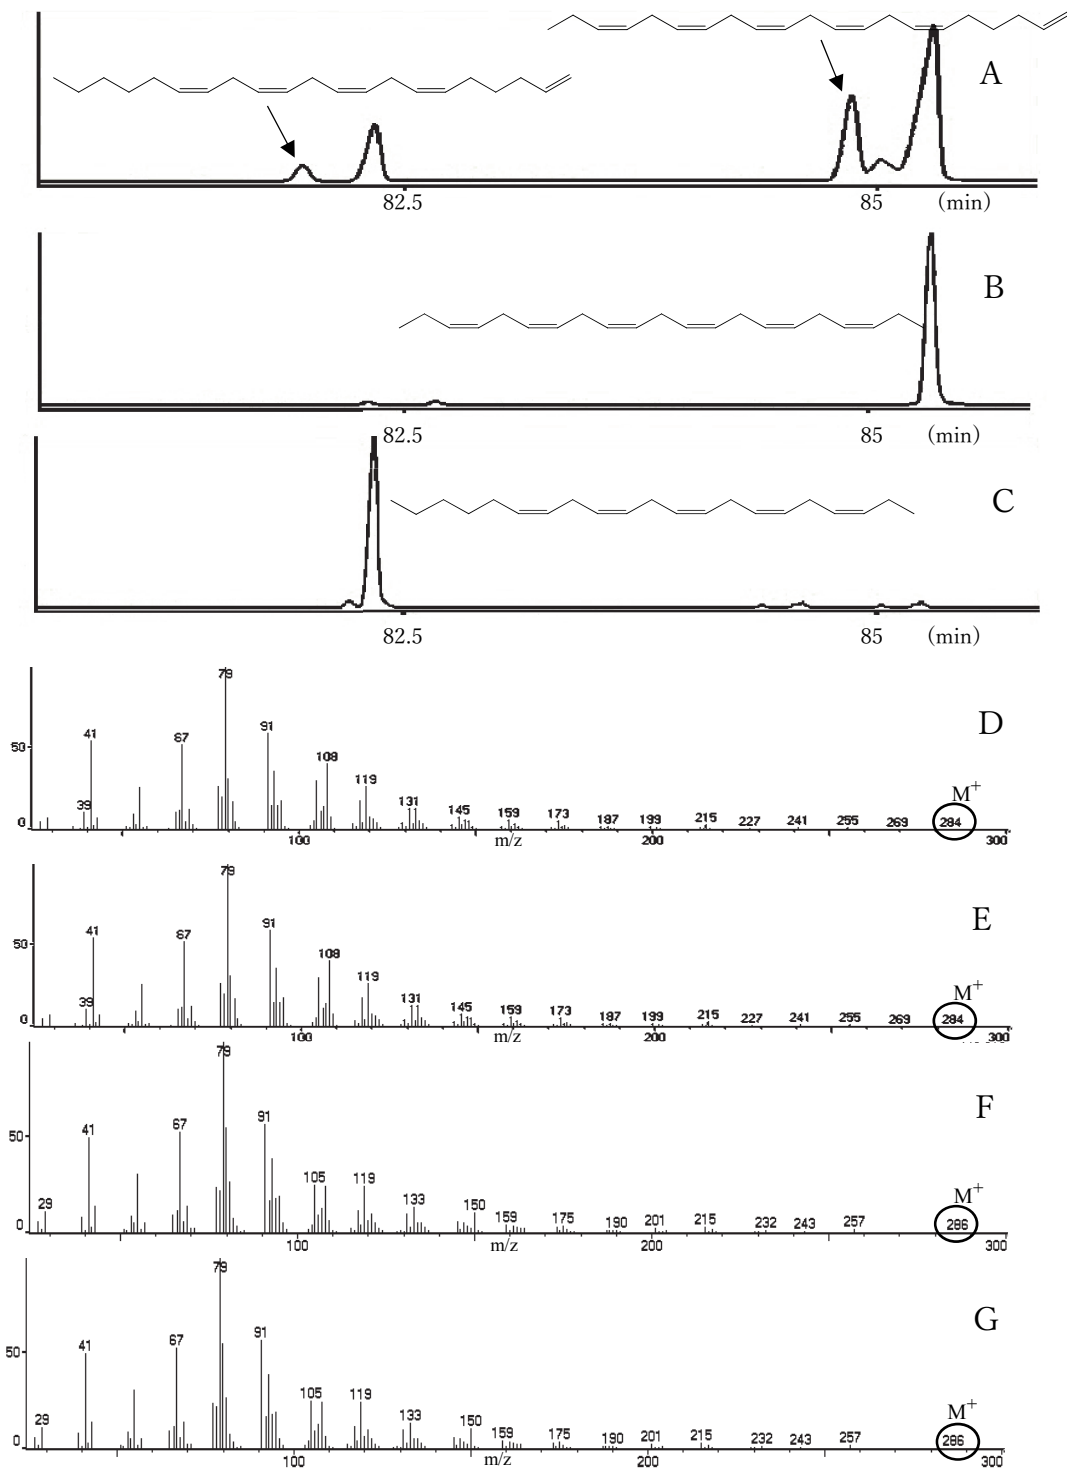 A
82.5 85 (min)
B
82.5 85 (min)
C
82.5 85 (min)
79
D
91
41 67
50
108
119
39 131 145 159 173 187 199 215 227 241 255 269 284 M+
0
100 m/z 200 300
79
E
91
41 67
50
108
119
39 131 145 159 173 187 199 215 227 241 255 269 284 M+
0
100 m/z 200 300
79
F
91
41 67
50
105 119
29 133 150 159 175 190 201 215 232 243 257 286 M+
0
100 m/z 200 300
79
G
91
41 67
50
105 119
29 133 150 159 175 190 201 215 230 243 257 286 M+
0
100 m/z 200 300